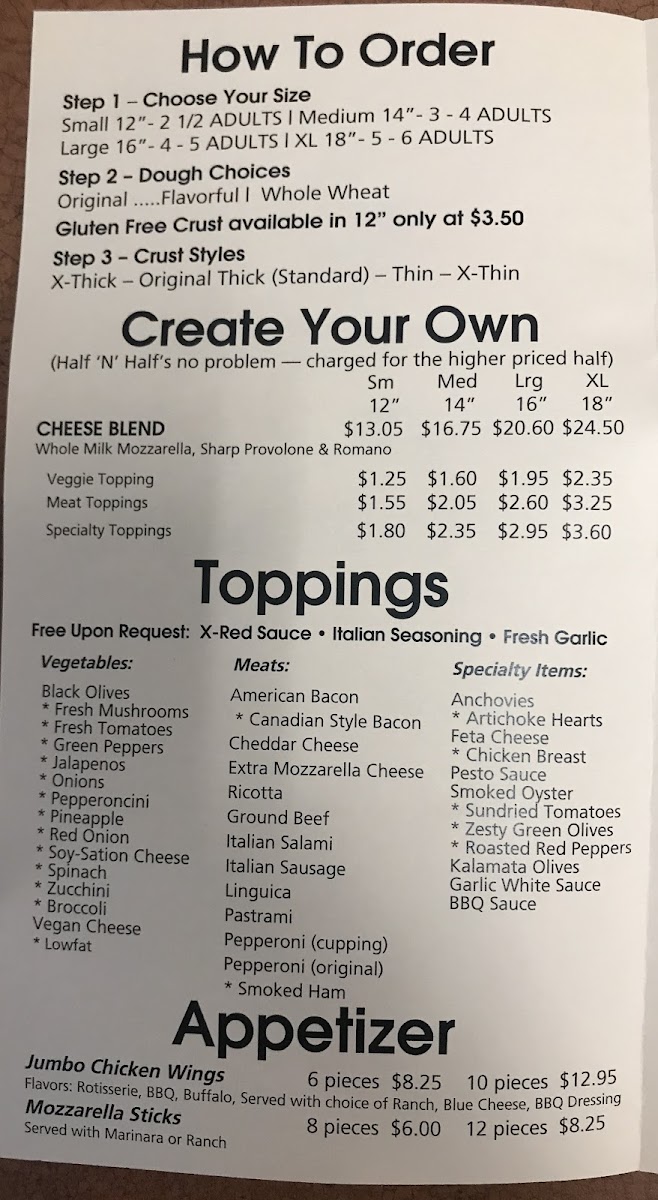 How To Order
Step 1 – Choose Your Size
Small 12"- 2 1/2 ADULTS | Medium 14"- 3 - 4 ADULTS
Large 16"- 4 - 5 ADULTS | XL 18"- 5 - 6 ADULTS
Step 2 – Dough Choices
Original .....Flavorful | Whole Wheat
Gluten Free Crust available in 12" only at $3.50
Step 3 – Crust Styles
X-Thick – Original Thick (Standard) – Thin – X-Thin
Create Your Own
(Half 'N' Half's no problem — charged for the higher priced half)
Sm Med Lrg XL
12" 14" 16" 18"
CHEESE BLEND $13.05 $16.75 $20.60 $24.50
Whole Milk Mozzarella, Sharp Provolone & Romano
Veggie Topping $1.25 $1.60 $1.95 $2.35
Meat Toppings $1.55 $2.05 $2.60 $3.25
Specialty Toppings $1.80 $2.35 $2.95 $3.60
Toppings
Free Upon Request: X-Red Sauce • Italian Seasoning • Fresh Garlic
Vegetables:
Black Olives
* Fresh Mushrooms
* Fresh Tomatoes
* Green Peppers
* Jalapenos
* Onions
* Pepperoncini
* Pineapple
* Red Onion
* Soy-Sation Cheese
* Spinach
* Zucchini
* Broccoli
Vegan Cheese
* Lowfat
Meats:
American Bacon
* Canadian Style Bacon
Cheddar Cheese
Extra Mozzarella Cheese
Ricotta
Ground Beef
Italian Salami
Italian Sausage
Linguica
Pastrami
Pepperoni (cupping)
Pepperoni (original)
* Smoked Ham
Specialty Items:
Anchovies
* Artichoke Hearts
Feta Cheese
* Chicken Breast
Pesto Sauce
Smoked Oyster
* Sundried Tomatoes
* Zesty Green Olives
* Roasted Red Peppers
Kalamata Olives
Garlic White Sauce
BBQ Sauce
Appetizer
Jumbo Chicken Wings 6 pieces $8.25 10 pieces $12.95
Flavors: Rotisserie, BBQ, Buffalo, Served with choice of Ranch, Blue Cheese, BBQ Dressing
Mozzarella Sticks 8 pieces $6.00 12 pieces $8.25
Served with Marinara or Ranch